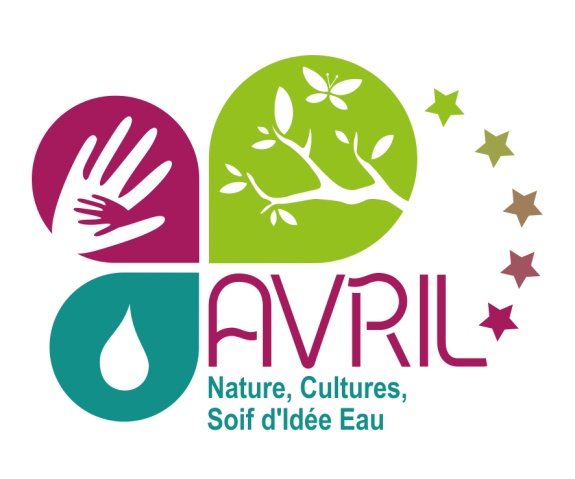 AVRIL
Nature, Cultures,
Soif d'Idée Eau